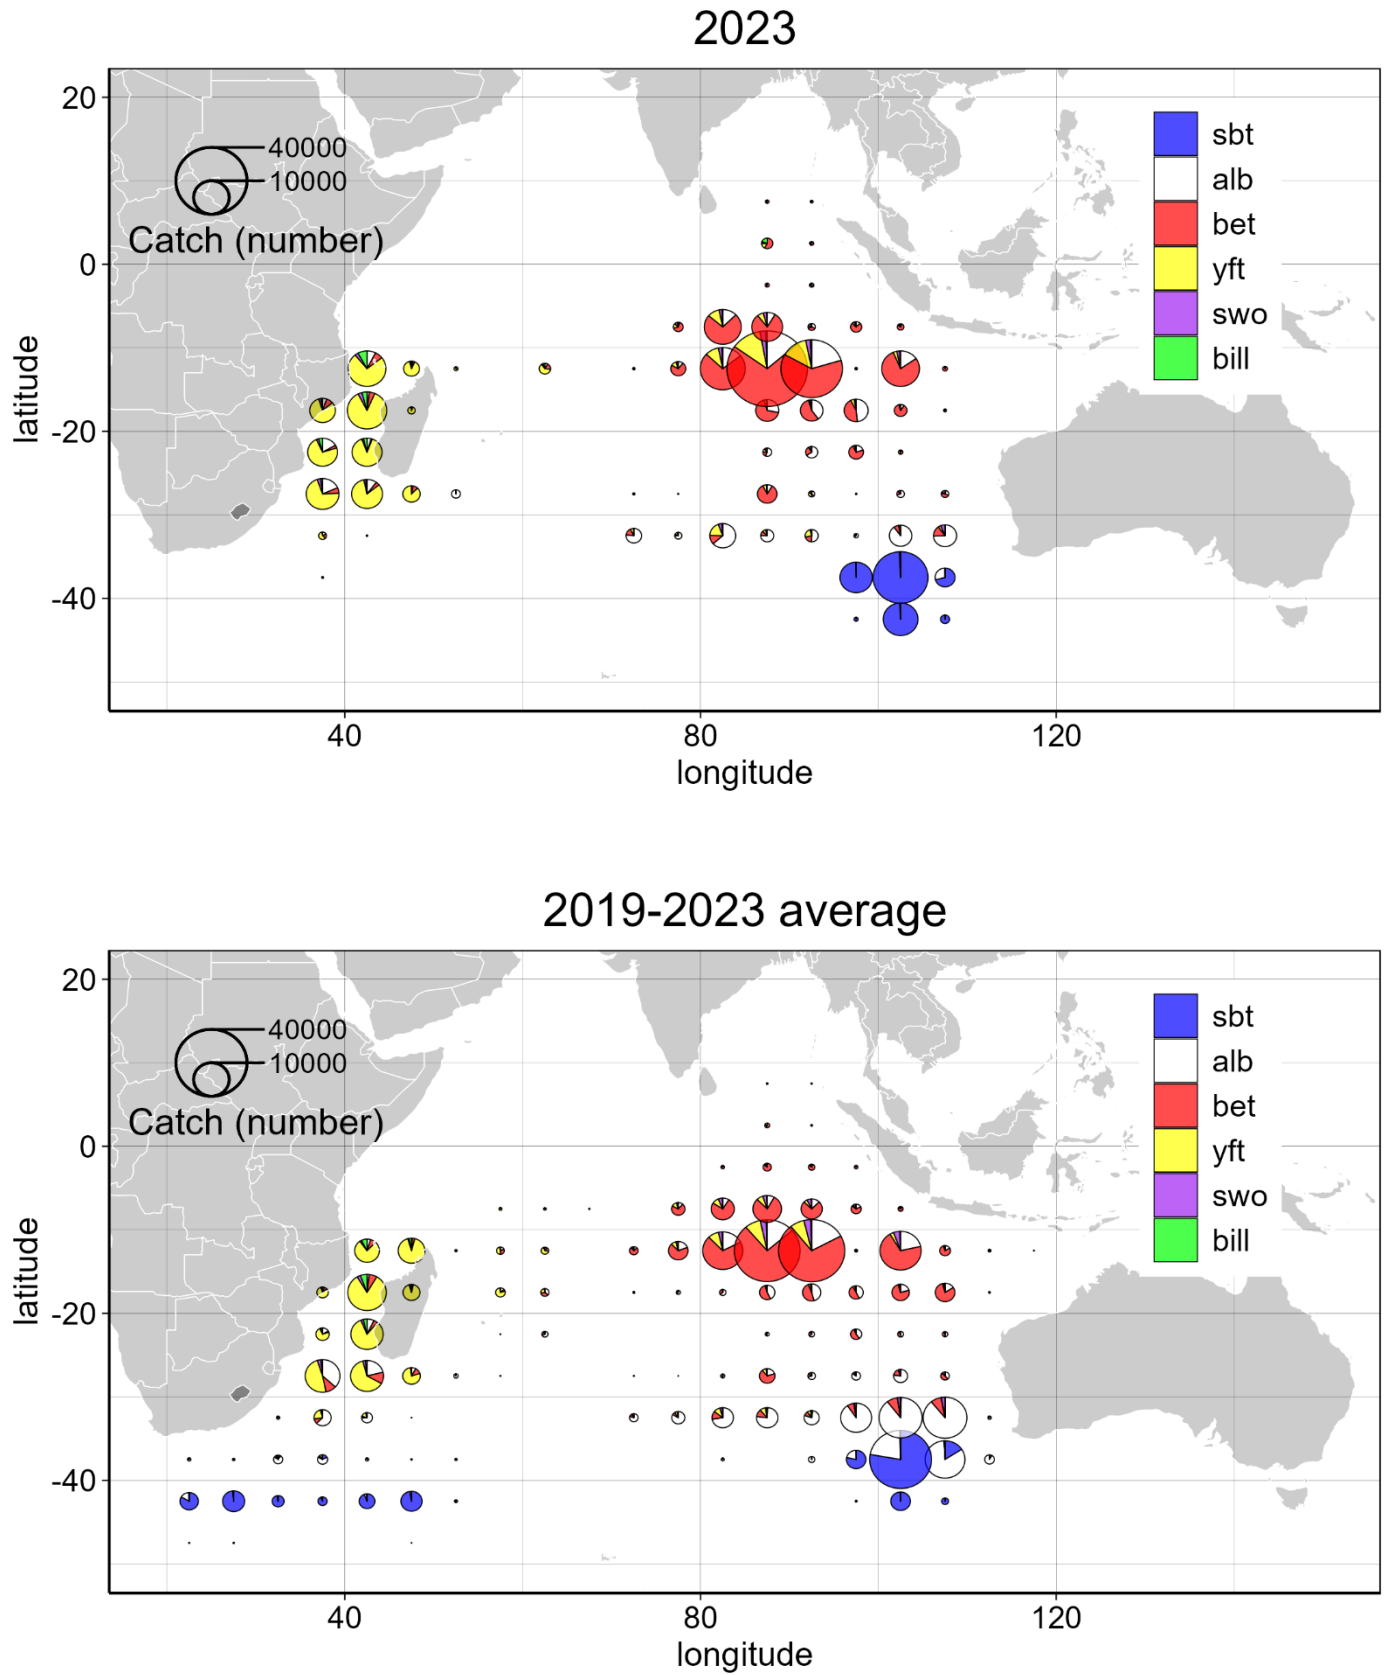 2023
20
0
-20
-40
latitude
40000
10000
Catch (number)
sbt
alb
bet
yft
swo
bill
40
80
120
longitude
2019-2023 average
20
0
-20
-40
latitude
40000
10000
Catch (number)
sbt
alb
bet
yft
swo
bill
40
80
120
longitude